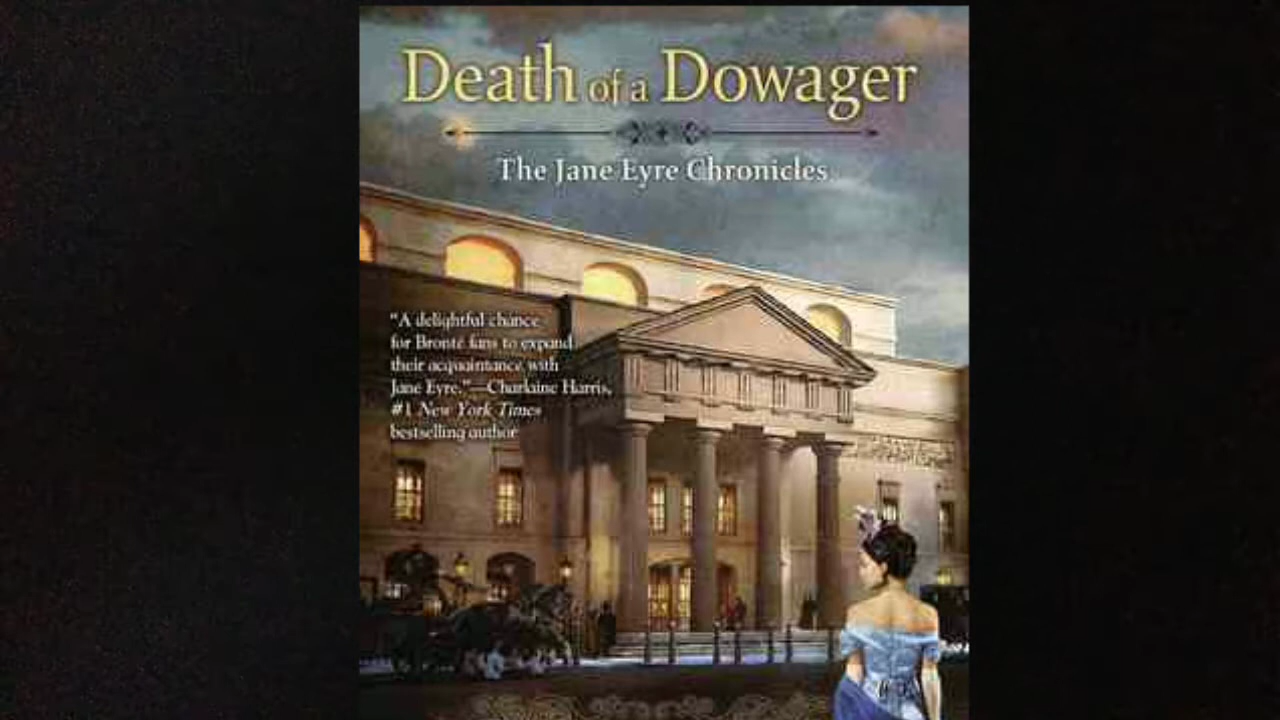 Death of a Dowager
The Jane Eyre Chronicles
“A delightful chance
for Brontë fans to expand
their acquaintance with
Jane Eyre.”—Charlaine Harris,
#1 New York Times
bestselling author